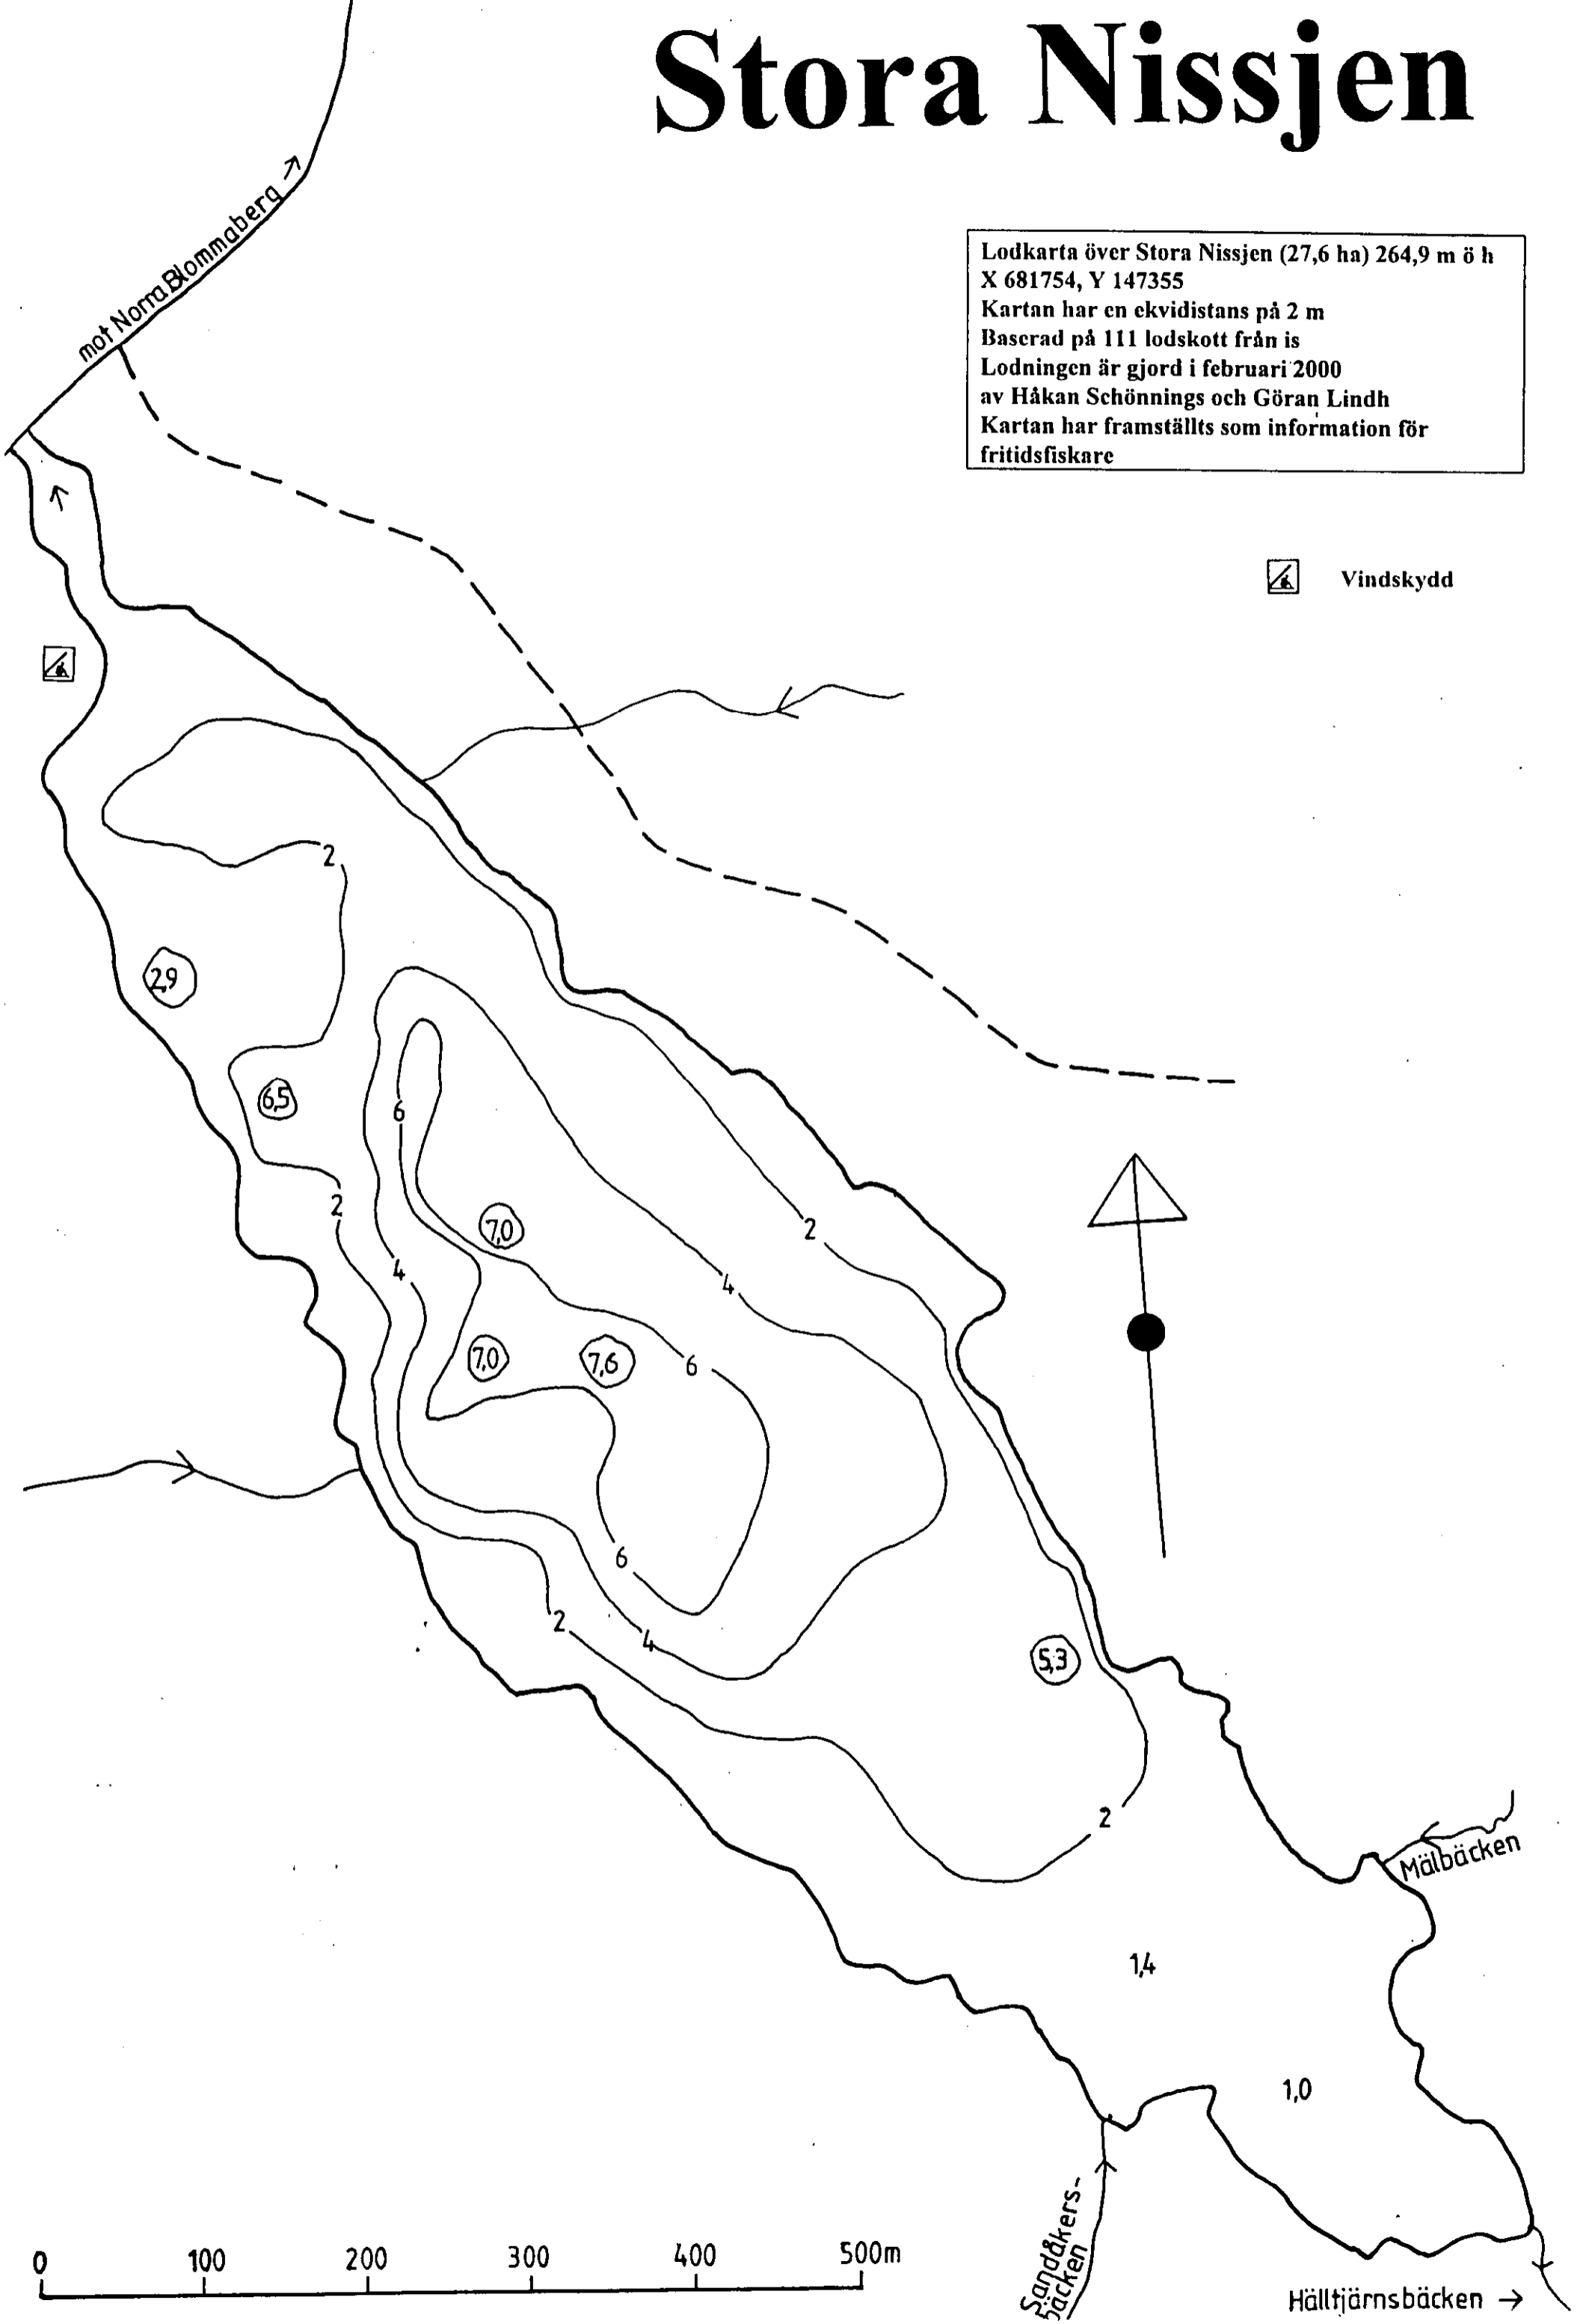 Stora Nissjen
mot Norra Blommaberg
Lodkarta över Stora Nissjen (27,6 ha) 264,9 m ö h
X 681754, Y 147355
Kartan har en ekvidistans på 2 m
Baserad på 111 lodskott från is
Lodningen är gjord i februari 2000
av Håkan Schönnings och Göran Lindh
Kartan har framställts som information för
fritidsfiskare
Vindskydd
2
2,9
6,5
6
2
7,0
2
4
4
7,0
7,6
6
6
2
4
5,3
2
Mälbäcken
1,4
1,0
Sandåkers-
bäcken
0 100 200 300 400 500m
Hälltjärnsbäcken →